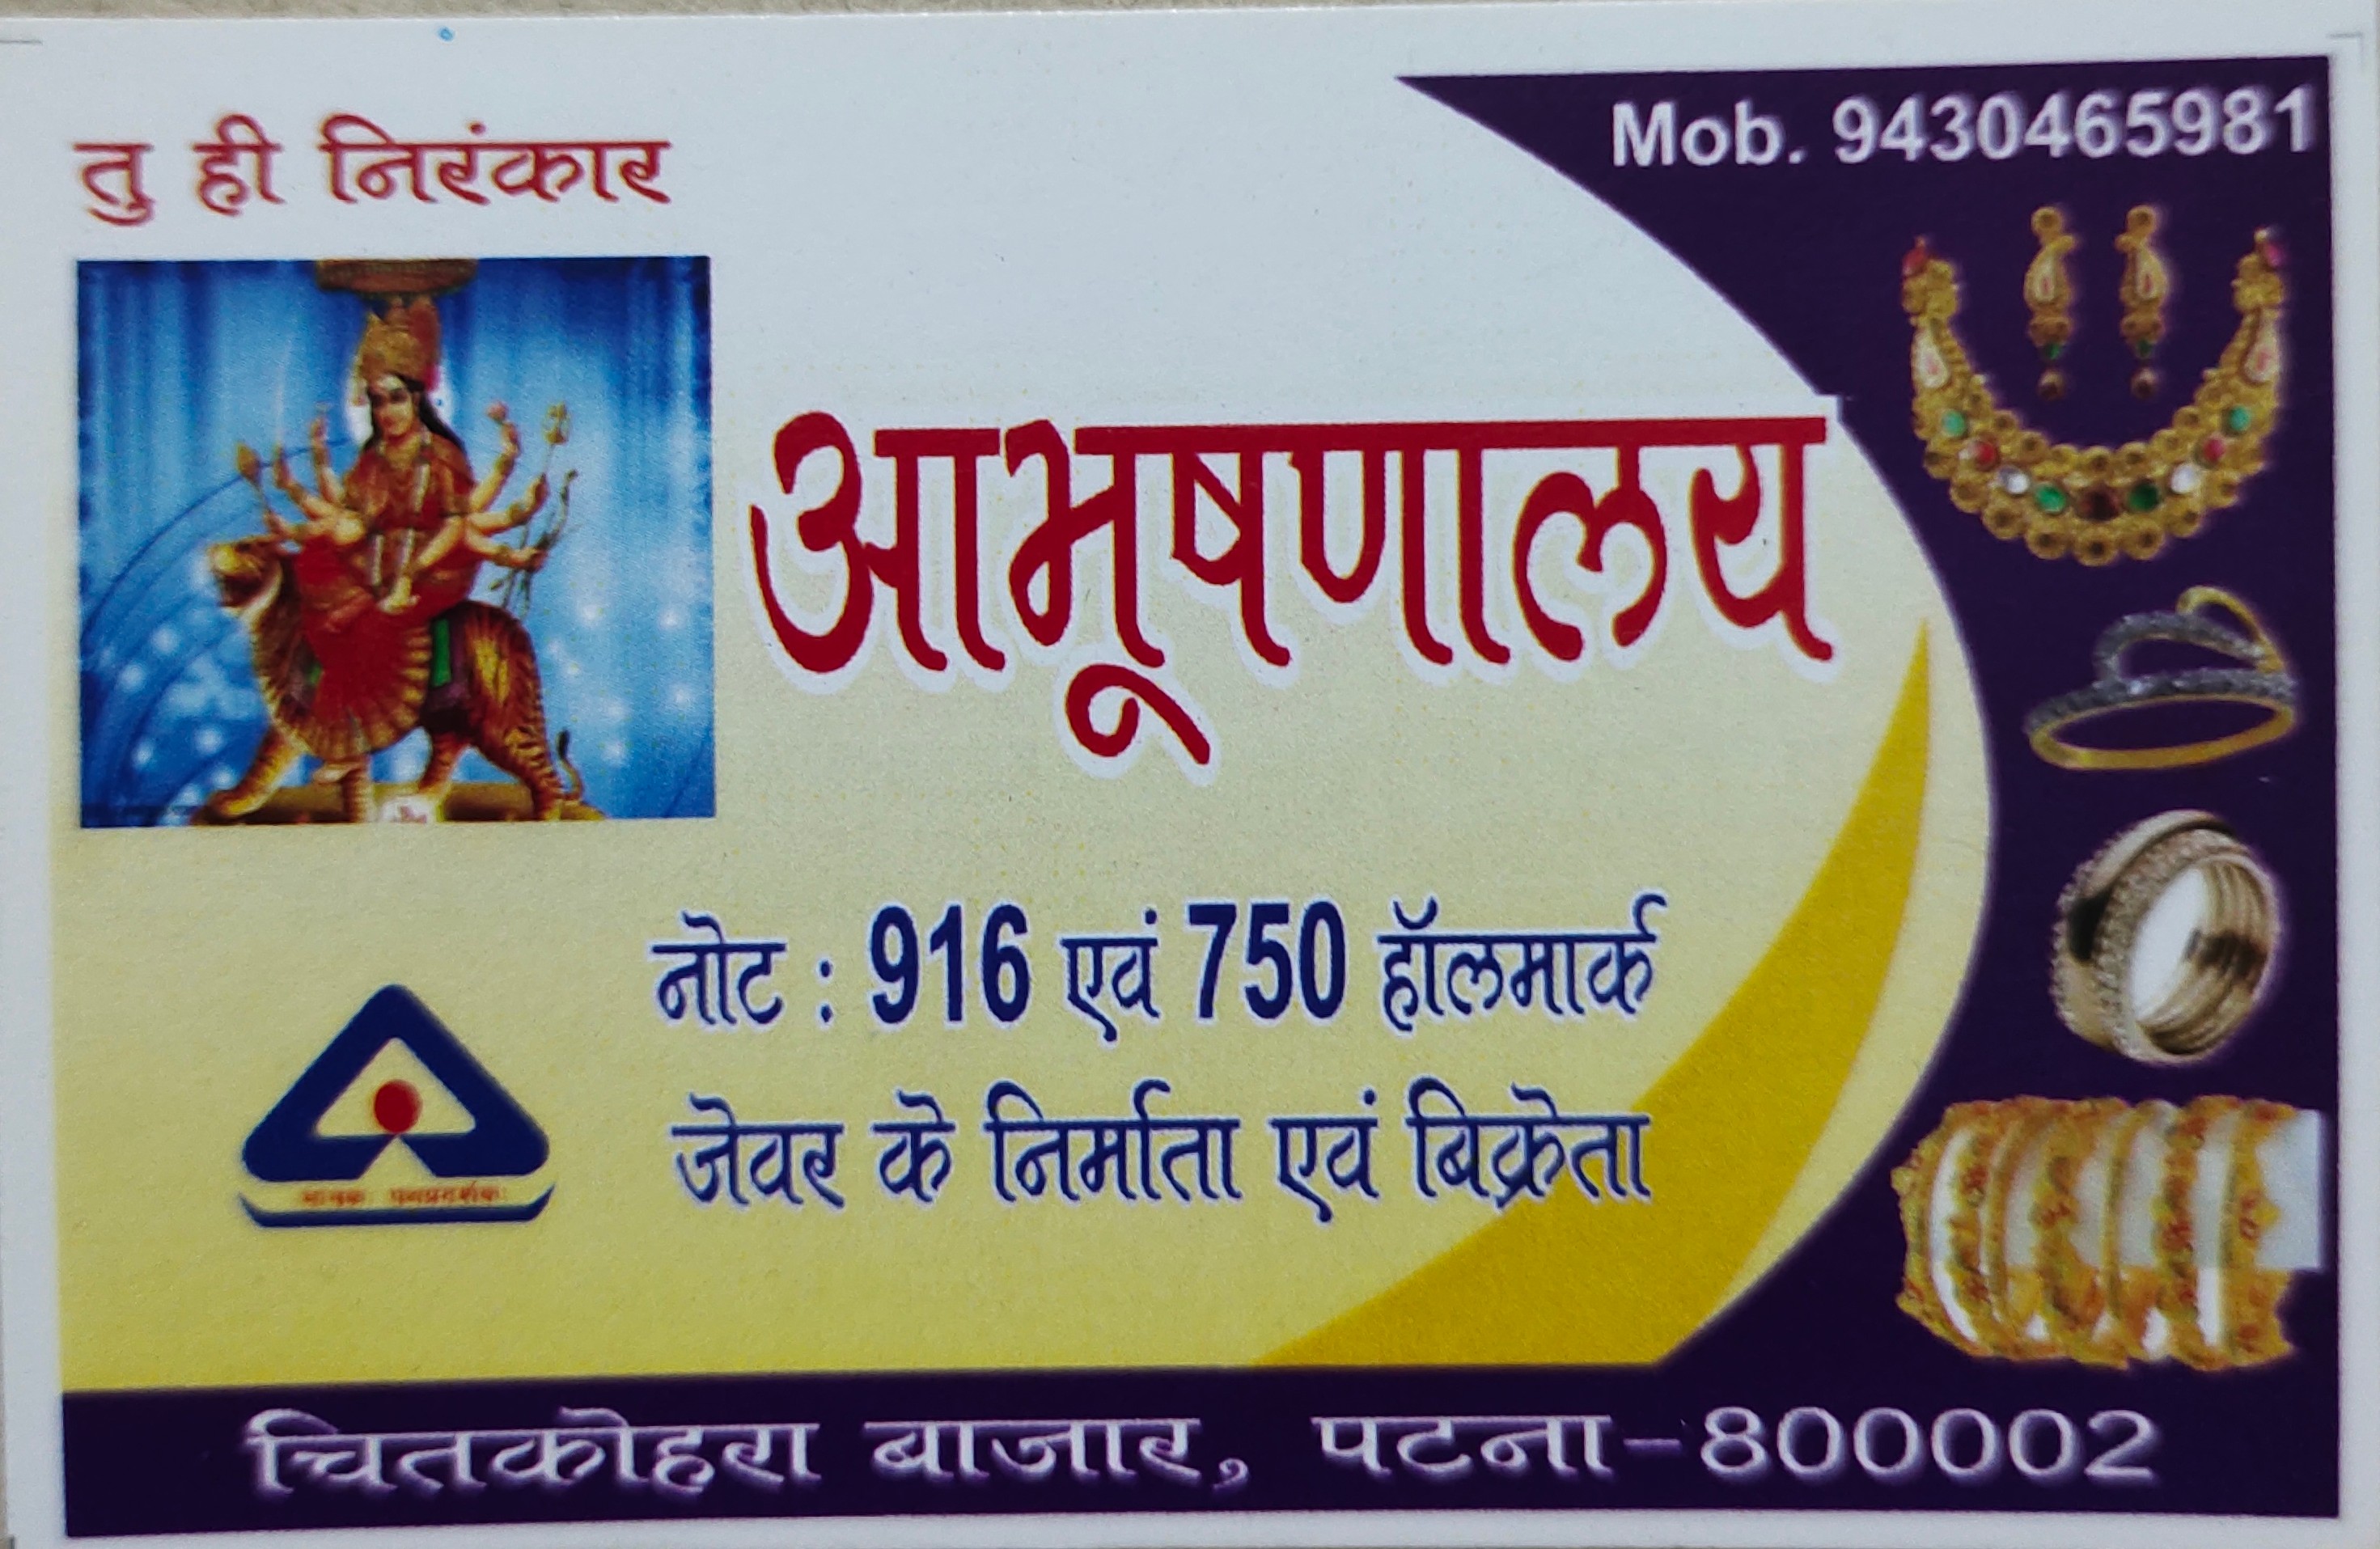 तु ही निरंकार
Mob. 9430465981
आभूषणालय
नोट : 916 एवं 750 हॉलमार्क
जेवर के निर्माता एवं बिक्रेता
चितकोहरा बाजार, पटना-800002